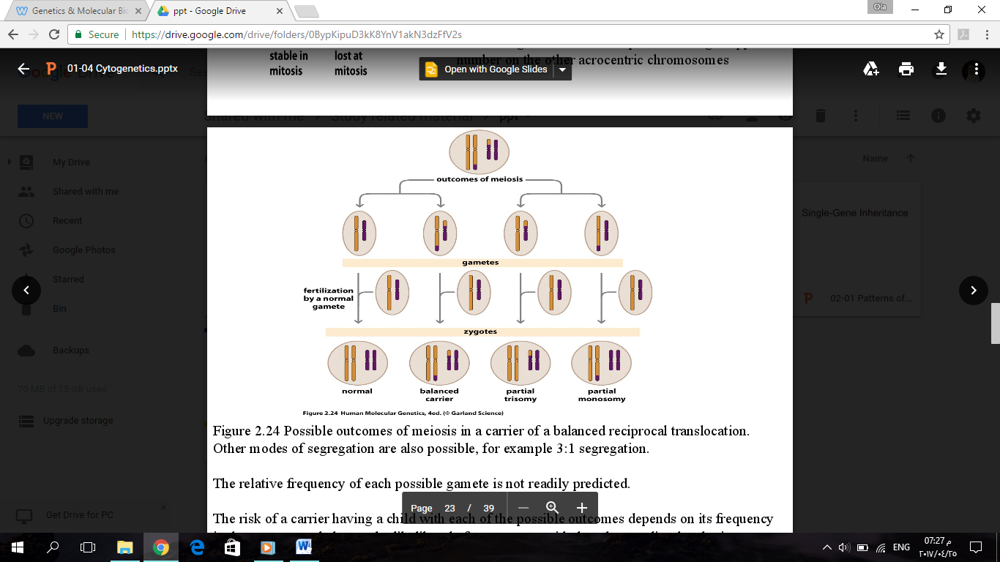 Genetics & Molecular Bio
ppt - Google Drive
Ola
Secure
https://drive.google.com/drive/folders/0BypKipuD3kK8YnV1akN3dzFfV2s
stable in
mitosis
lost at
mitosis
number on the other acrocentric chromosomes
01-04 Cytogenetics.pptx
Open with Google Slides
NEW
Shared with me > Study related material > ppt
My Drive
Shared with me
Recent
Google Photos
Starred
Bin
Backups
70 MB of 15 GB used
Upgrade storage
Get Drive for PC
Name
Single-Gene Inheritance
02-01 Patterns of...
outcomes of meiosis
gametes
fertilization
by a normal
gamete
zygotes
normal
balanced
carrier
partial
trisomy
partial
monosomy
Figure 2.24 Human Molecular Genetics, 4ed. (© Garland Science)
Figure 2.24 Possible outcomes of meiosis in a carrier of a balanced reciprocal translocation.
Other modes of segregation are also possible, for example 3:1 segregation.
The relative frequency of each possible gamete is not readily predicted.
The risk of a carrier having a child with each of the possible outcomes depends on its frequency
Page 23 / 39
ENG
07:27 م
٢٠١٧/٠٤/٢٥